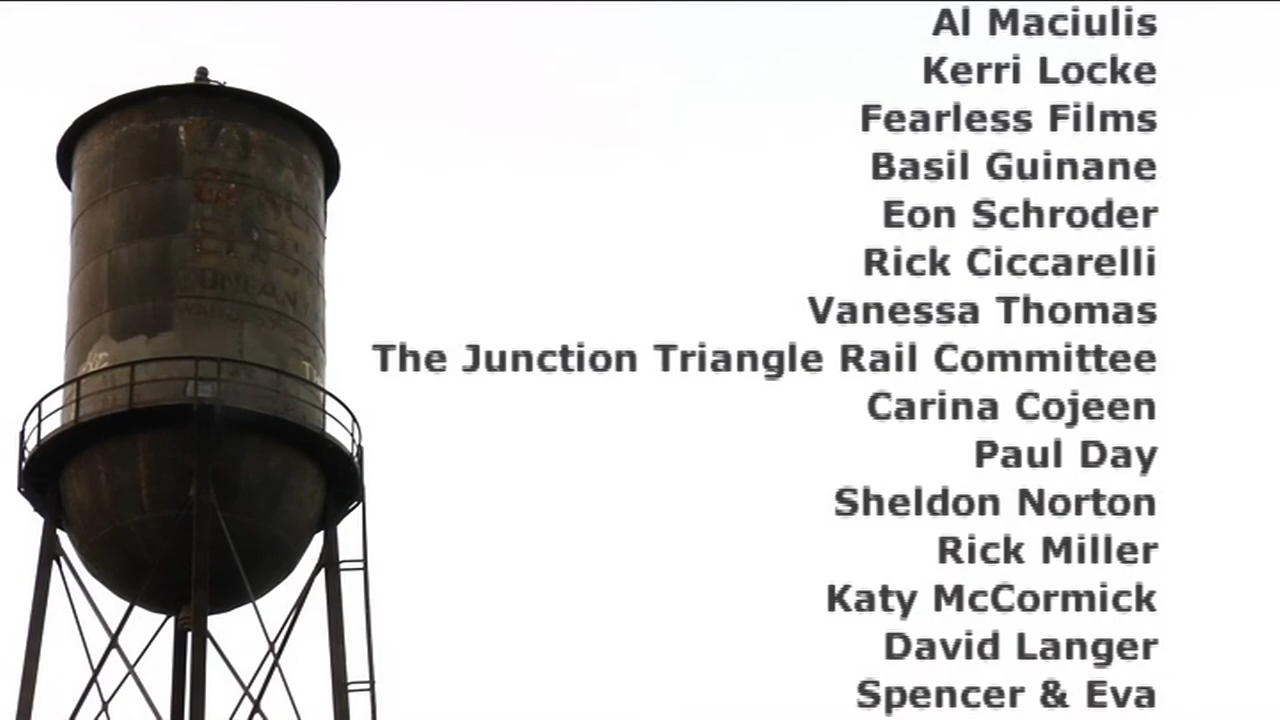 Al Maciulis
Kerri Locke
Fearless Films
Basil Guinane
Eon Schroder
Rick Ciccarelli
Vanessa Thomas
The Junction Triangle Rail Committee
Carina Cojeen
Paul Day
Sheldon Norton
Rick Miller
Katy McCormick
David Langer
Spencer & Eva